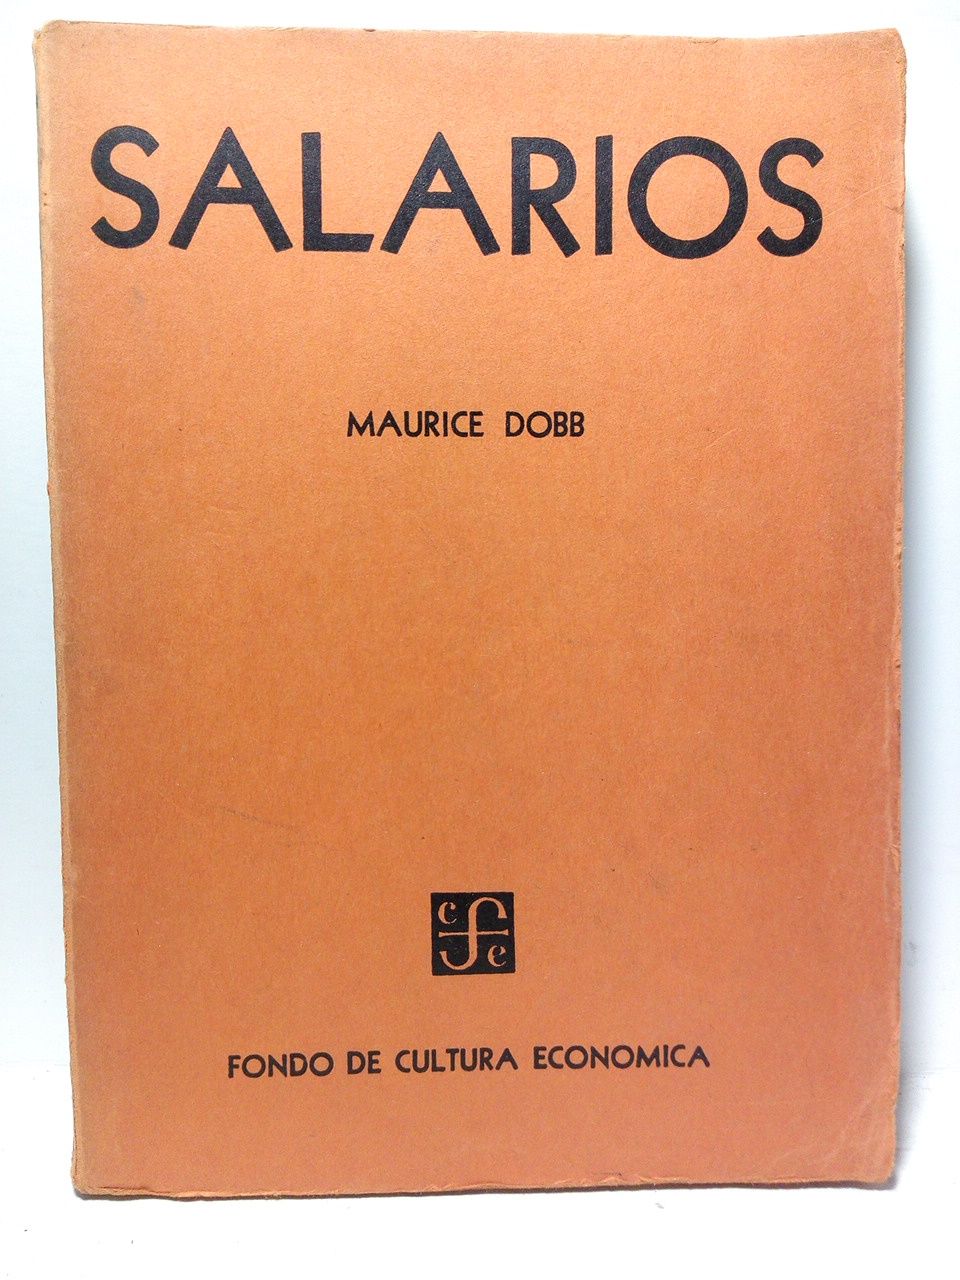 SALARIOS
MAURICE DOBB
c f e
FONDO DE CULTURA ECONOMICA